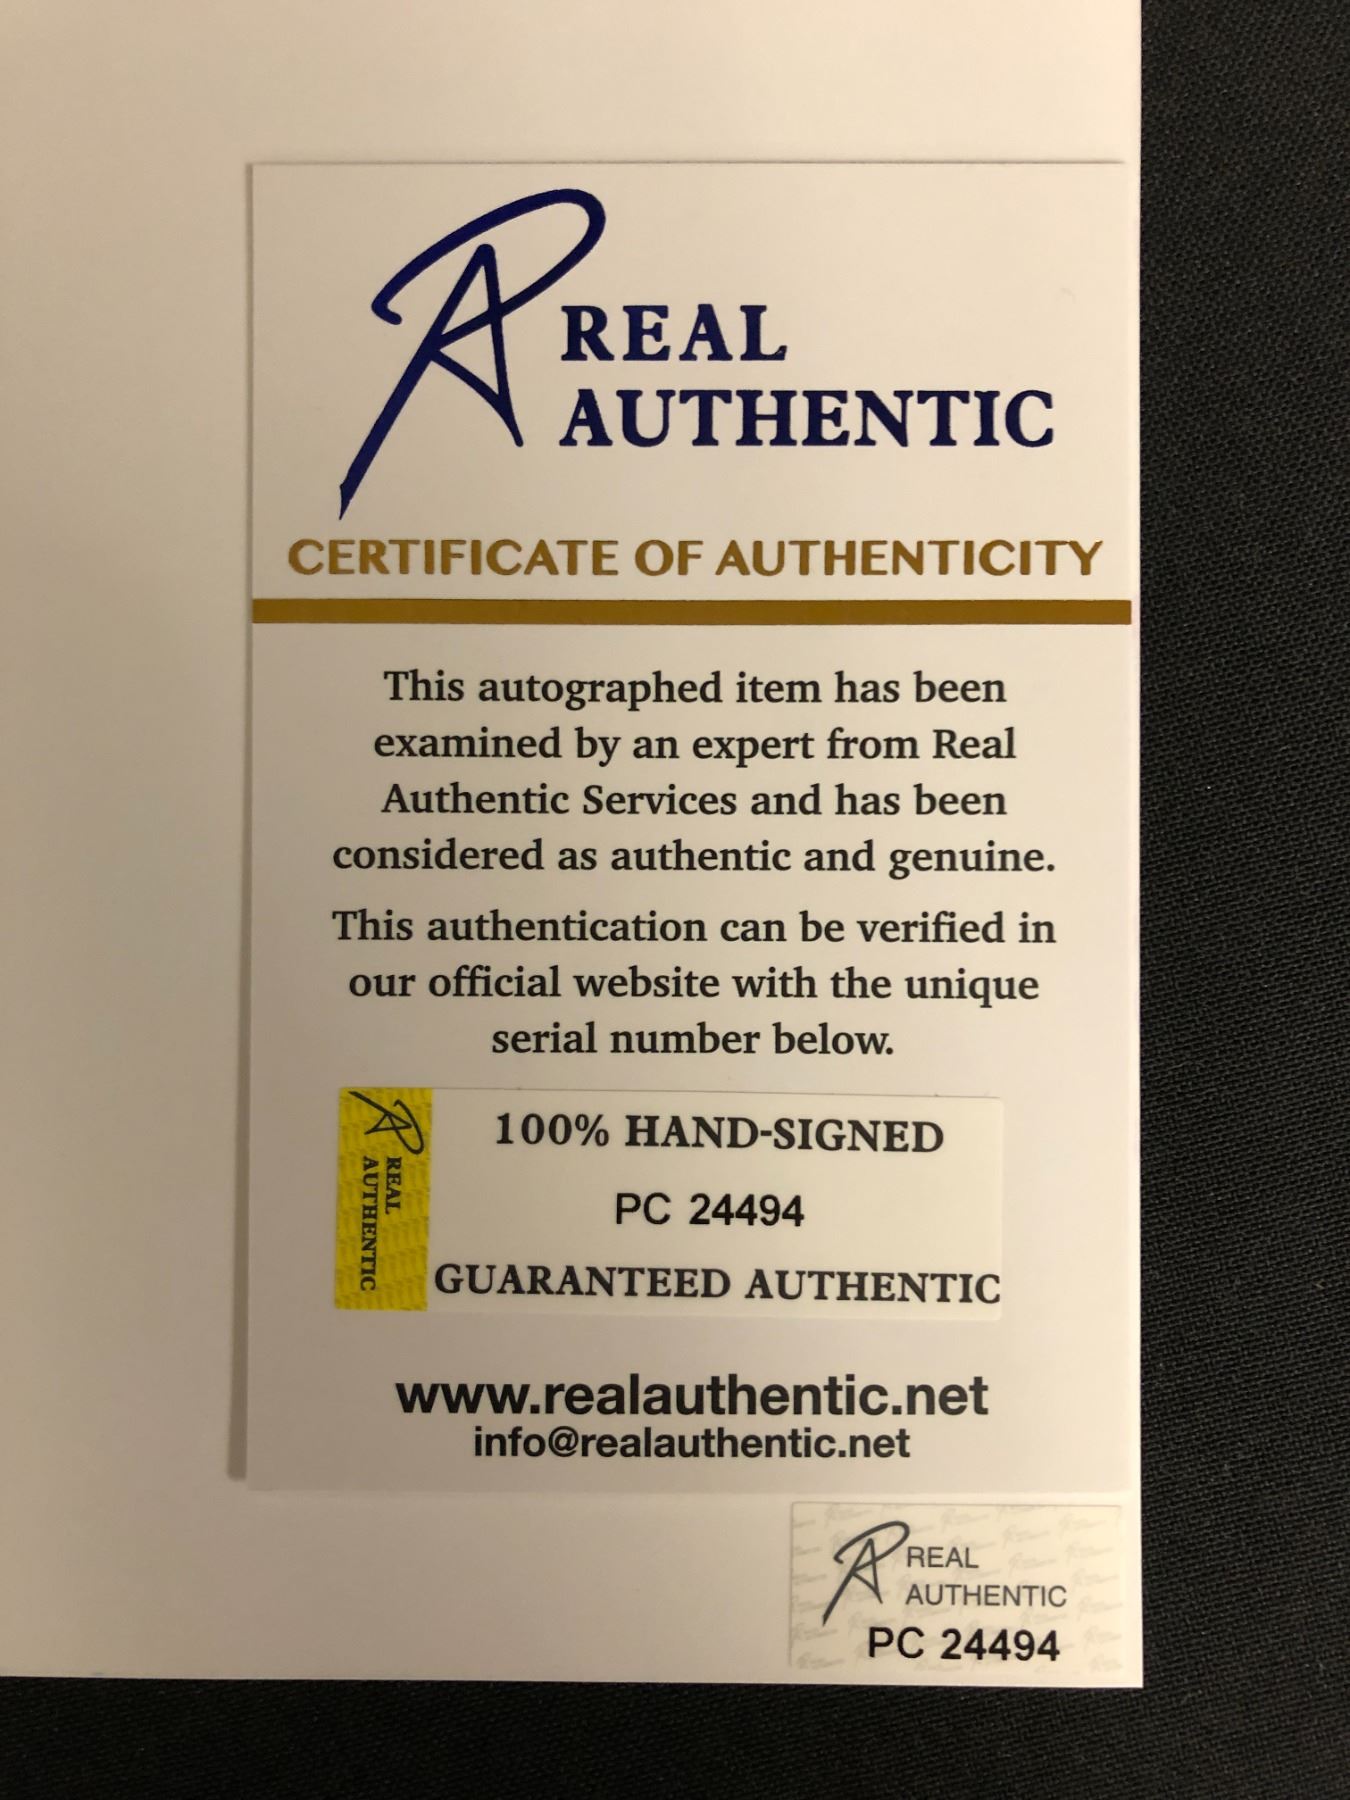 REAL
AUTHENTIC
CERTIFICATE OF AUTHENTICITY
This autographed item has been
examined by an expert from Real
Authentic Services and has been
considered as authentic and genuine.
This authentication can be verified in
our official website with the unique
serial number below.
REAL
AUTHENTIC
100% HAND-SIGNED
PC 24494
GUARANTEED AUTHENTIC
www.realauthentic.net
info@realauthentic.net
REAL
AUTHENTIC
PC 24494